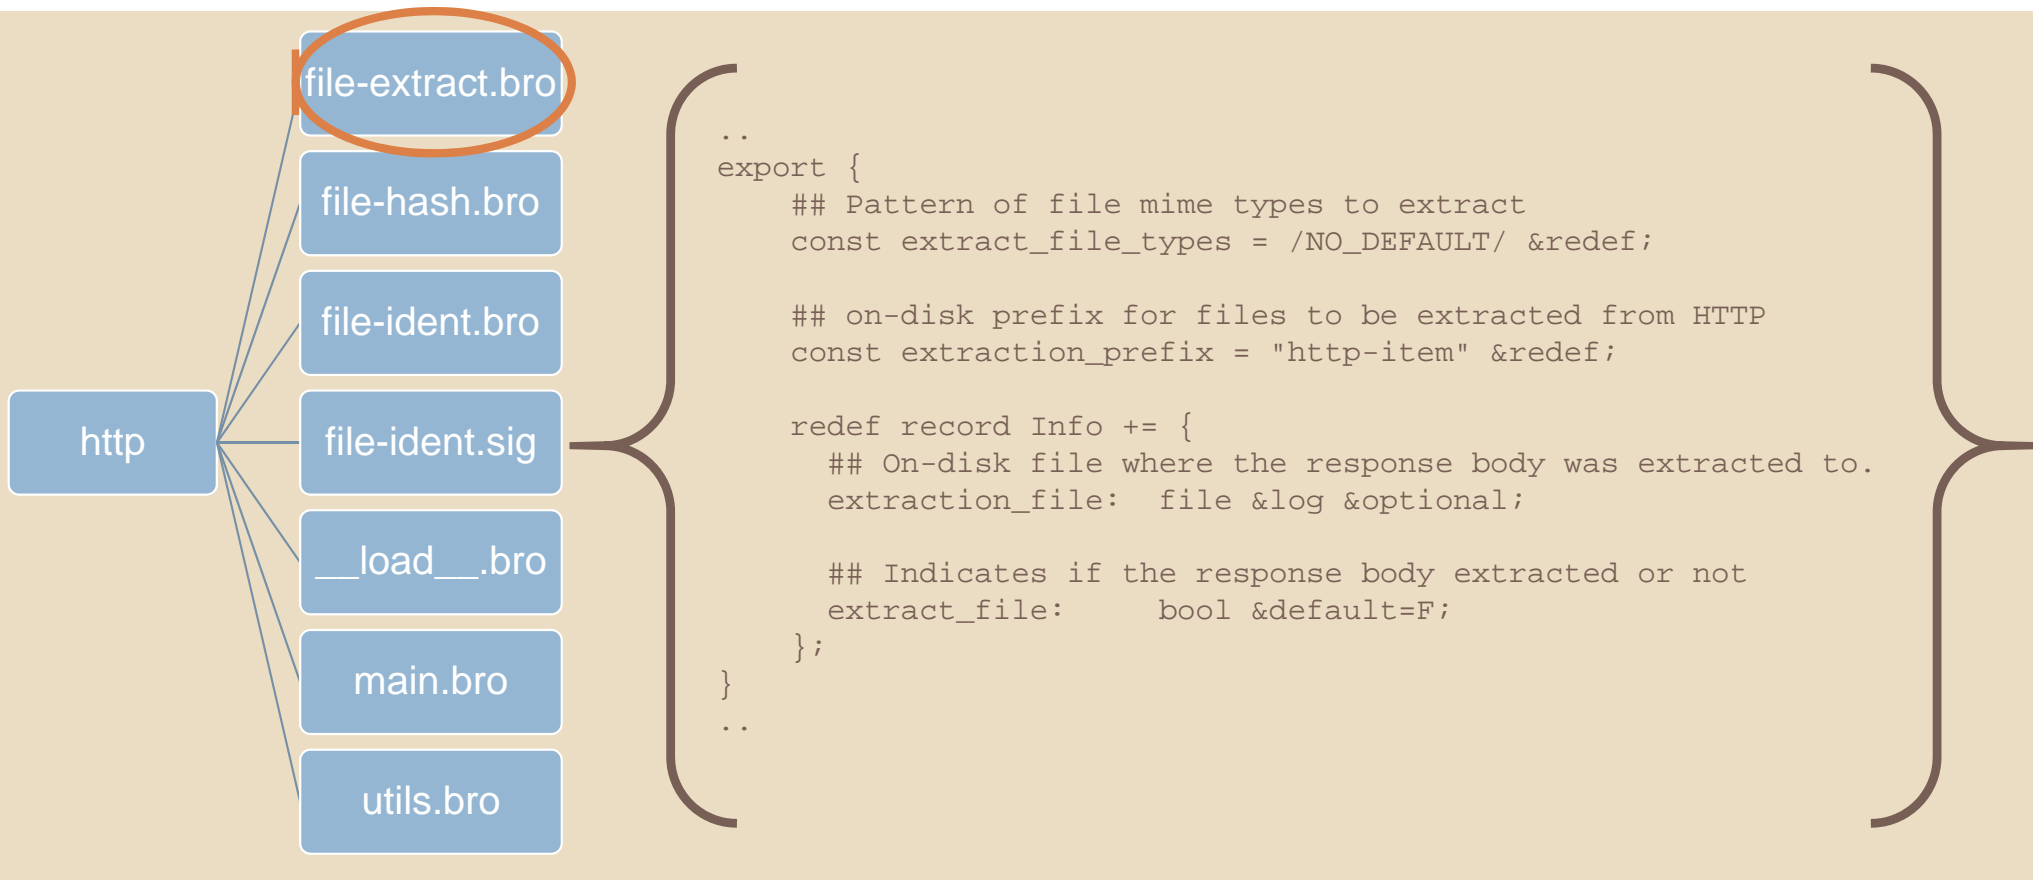 http
file-extract.bro
file-hash.bro
file-ident.bro
file-ident.sig
__load__.bro
main.bro
utils.bro
..
export {
    ## Pattern of file mime types to extract
    const extract_file_types = /NO_DEFAULT/ &redef;

    ## on-disk prefix for files to be extracted from HTTP
    const extraction_prefix = "http-item" &redef;

    redef record Info += {
      ## On-disk file where the response body was extracted to.
      extraction_file:  file &log &optional;

      ## Indicates if the response body extracted or not
      extract_file:     bool &default=F;
    };
}
..